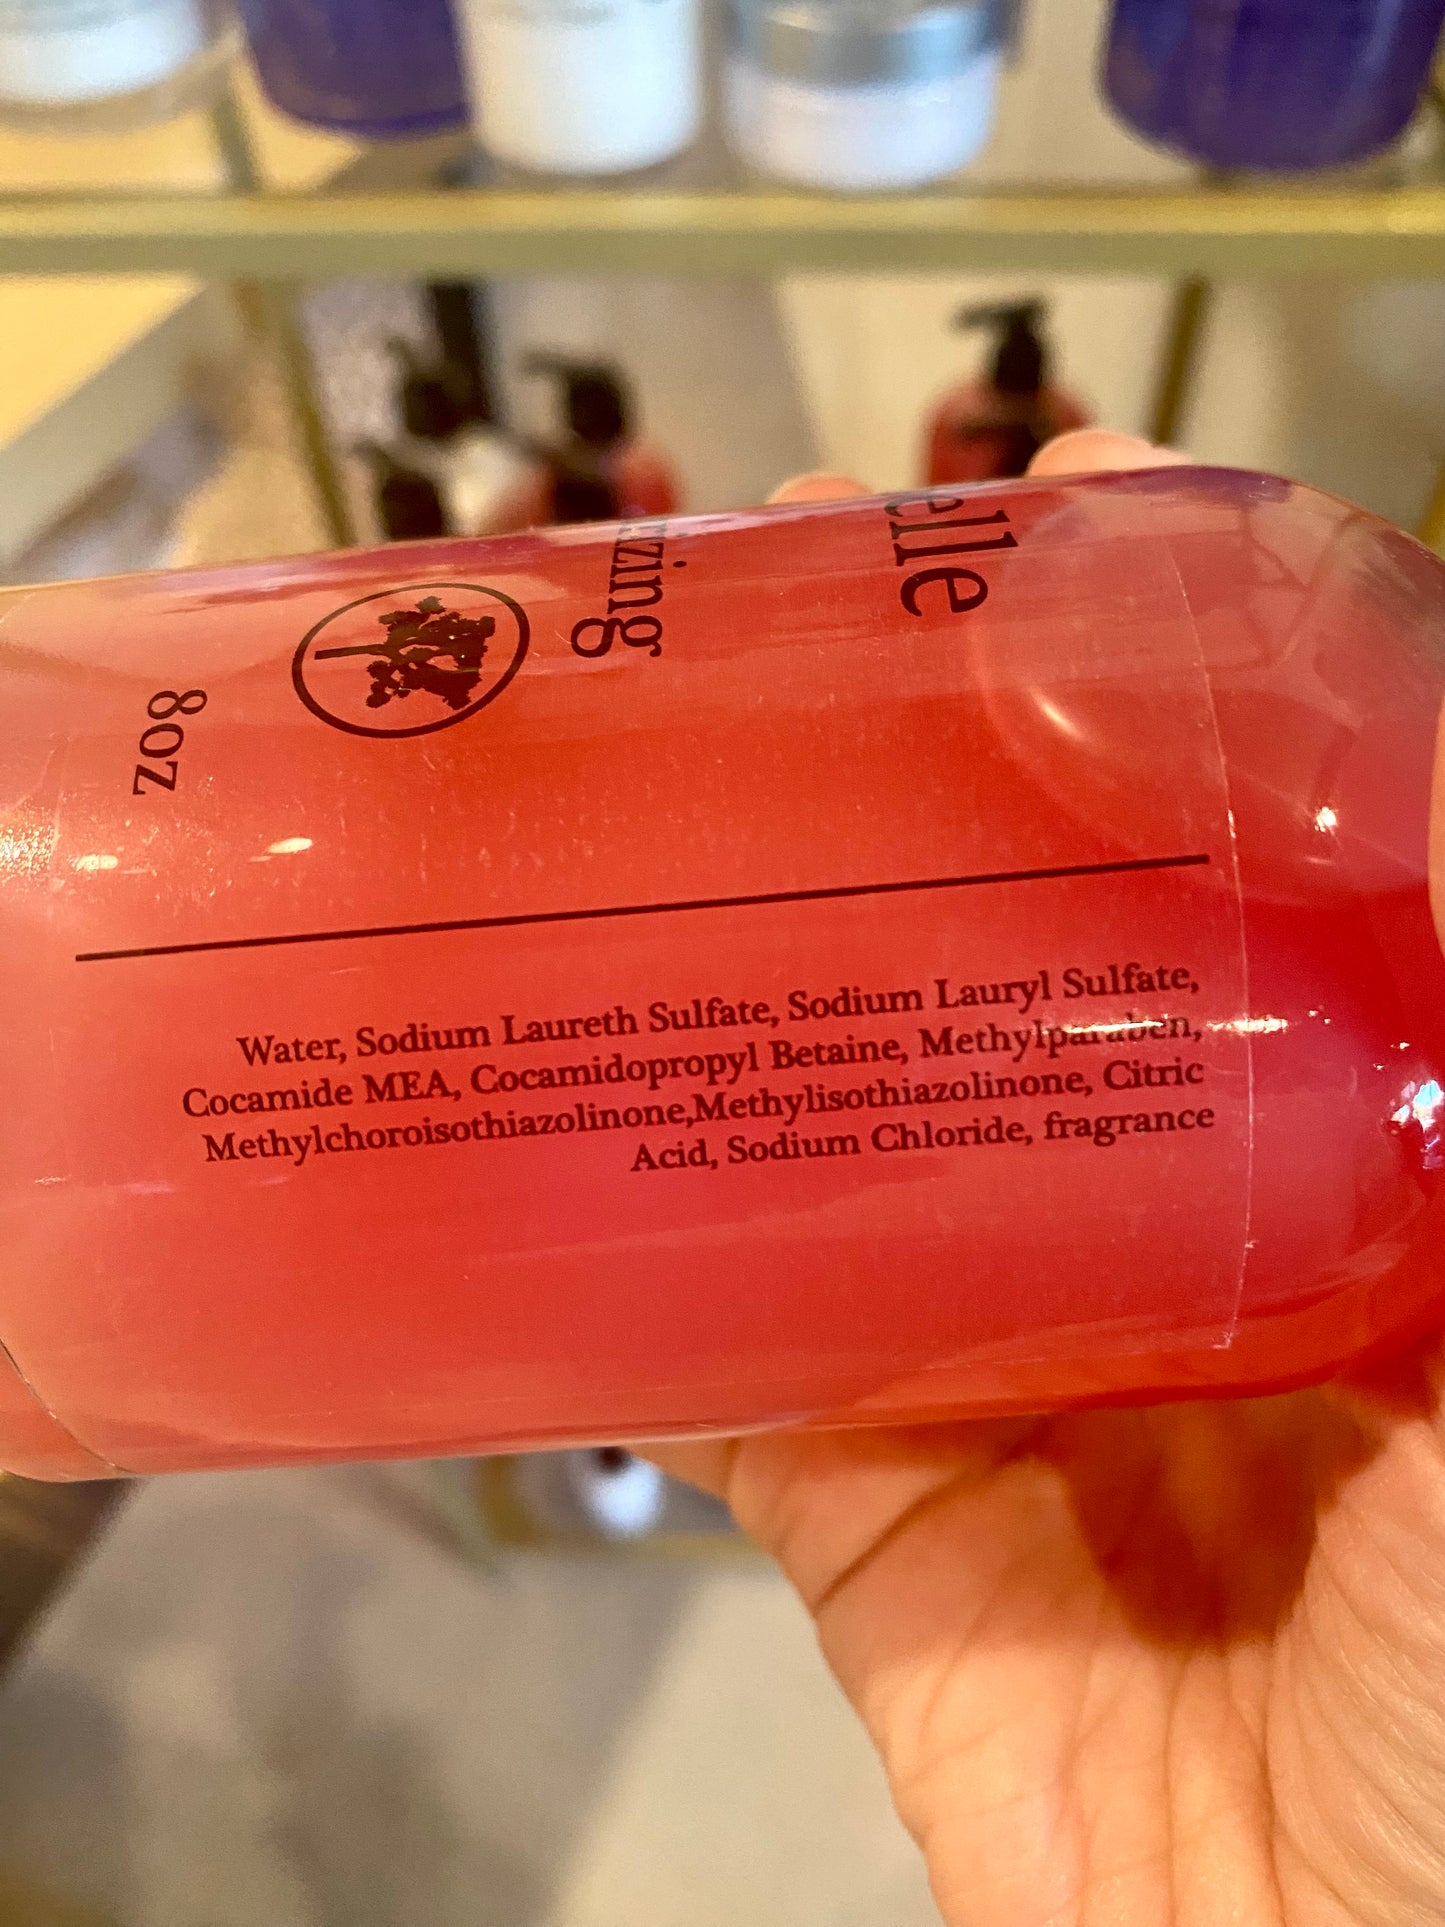 elle
izing
8oz
Water, Sodium Laureth Sulfate, Sodium Lauryl Sulfate,
Cocamide MEA, Cocamidopropyl Betaine, Methylparaben,
Methylchoroisothiazolinone,Methylisothiazolinone, Citric
Acid, Sodium Chloride, fragrance